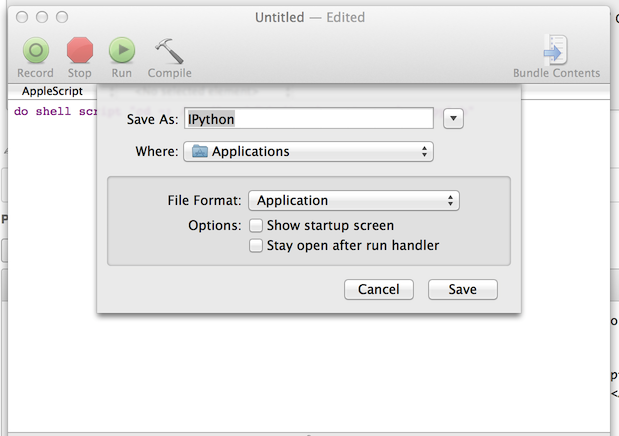 Untitled — Edited
Record Stop Run Compile Bundle Contents
AppleScript
do shell script
Save As: IPython
Where: Applications
File Format: Application
Options: Show startup screen
Stay open after run handler
Cancel Save